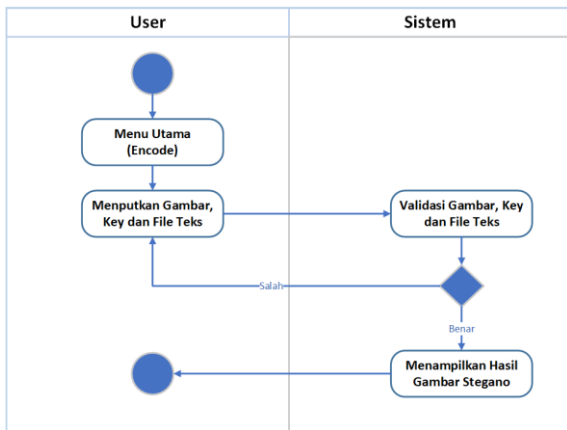 User
Sistem
Menu Utama
(Encode)
Menputkan Gambar,
Key dan File Teks
Validasi Gambar, Key
dan File Teks
Salah
Benar
Menampilkan Hasil
Gambar Stegano